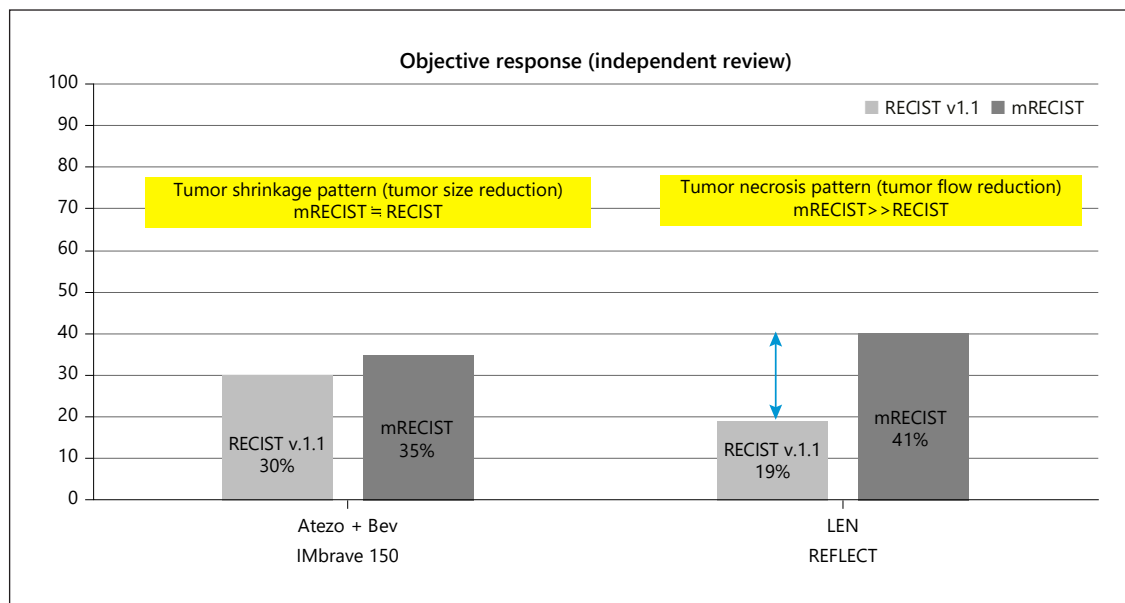 Objective response (independent review)
RECIST v1.1 mRECIST
100
90
80
70
60
50
40
30
20
10
0
Tumor shrinkage pattern (tumor size reduction)
mRECIST ≒ RECIST
Tumor necrosis pattern (tumor flow reduction)
mRECIST>>RECIST
RECIST v.1.1
30%
mRECIST
35%
RECIST v.1.1
19%
mRECIST
41%
Atezo + Bev
IMbrave 150
LEN
REFLECT